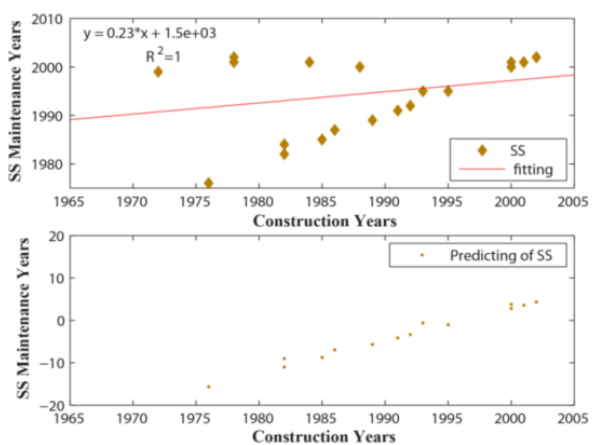 y = 0.23*x + 1.5e+03
R²=1
2010
2000
1990
1980
SS Maintenance Years
SS
fitting
1965 1970 1975 1980 1985 1990 1995 2000 2005
Construction Years
20
10
0
−10
−20
SS Maintenance Years
Predicting of SS
1965 1970 1975 1980 1985 1990 1995 2000 2005
Construction Years